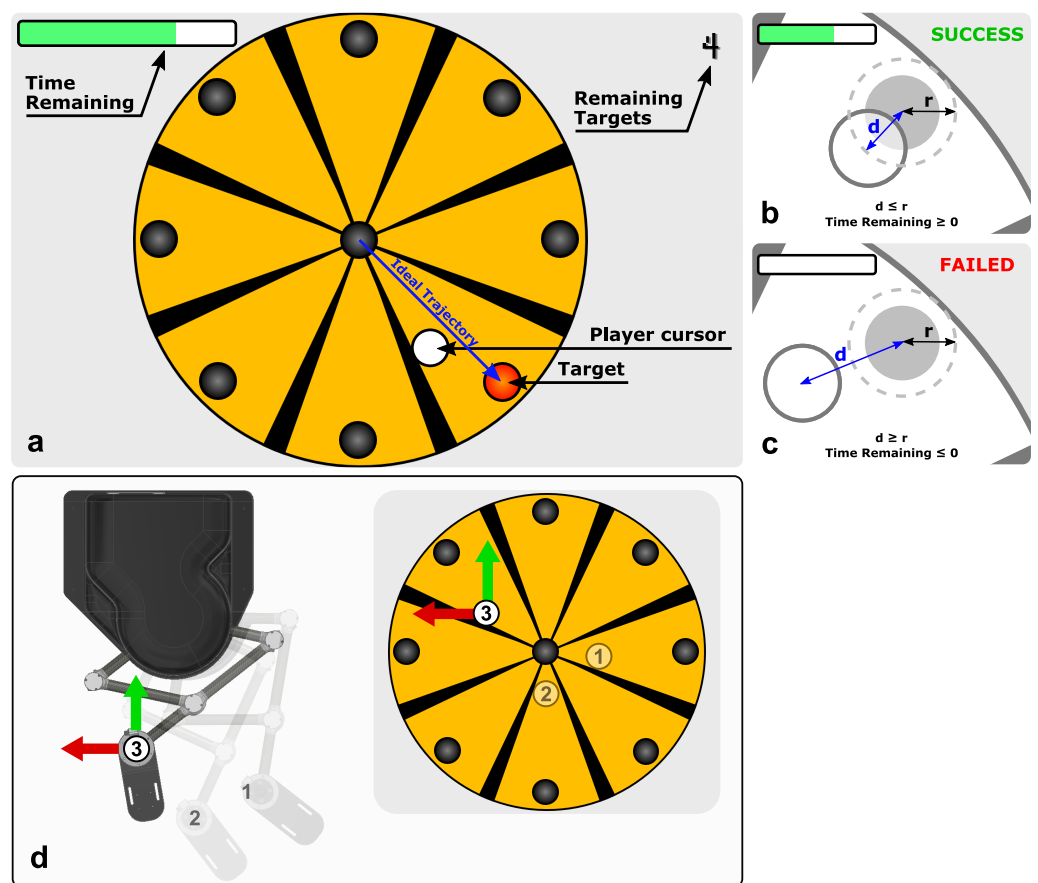 Time
Remaining
4
Remaining
Targets
Ideal Trajectory
Player cursor
Target
a
SUCCESS
d
r
d ≤ r
Time Remaining ≥ 0
b
FAILED
d
r
d ≥ r
Time Remaining ≤ 0
c
3
1
2
3
1
2
d